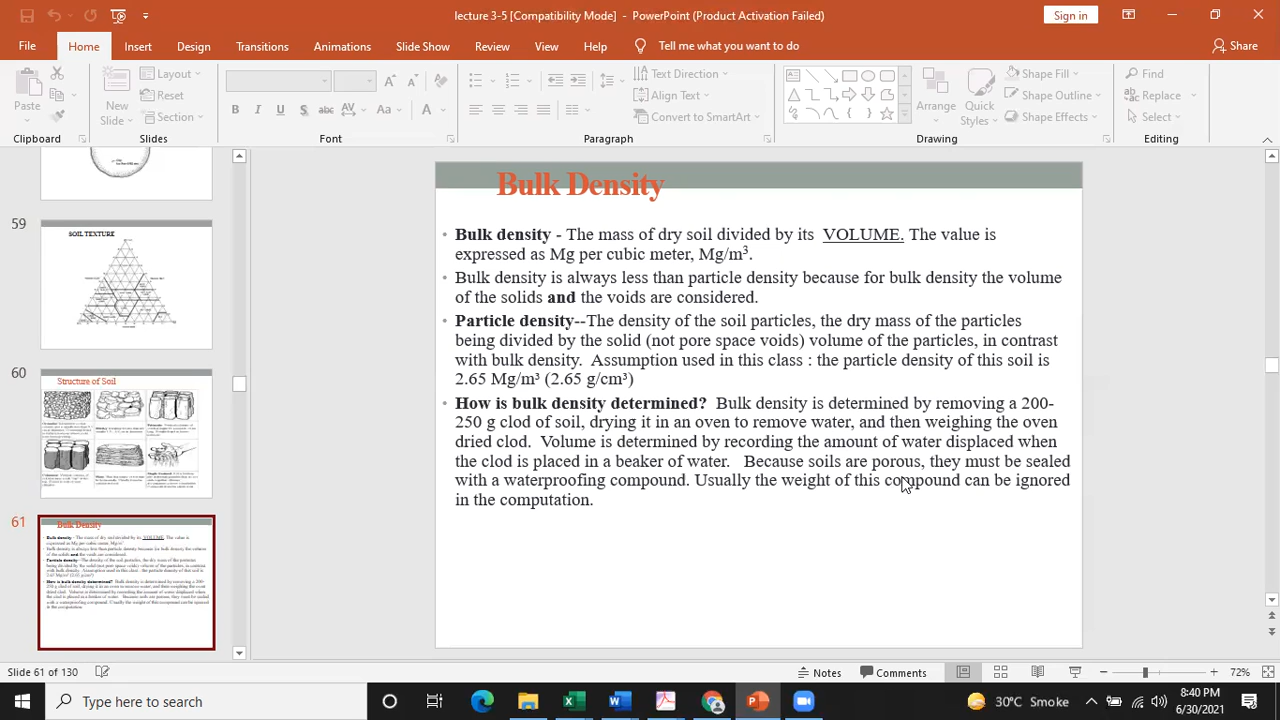 lecture 3-5 [Compatibility Mode] - PowerPoint (Product Activation Failed)
Sign in
File Home Insert Design Transitions Animations Slide Show Review View Help Tell me what you want to do Share
Paste
New Slide
Layout
Reset
Section
B I U S abc AV Aa A
Text Direction
Align Text
Convert to SmartArt
Arrange
Quick Styles
Shape Fill
Shape Outline
Shape Effects
Find
Replace
Select
Clipboard Slides Font Paragraph Drawing Editing
59
SOIL TEXTURE
60
Structure of Soil
61
Bulk Density
Bulk Density
• Bulk density - The mass of dry soil divided by its VOLUME. The value is
expressed as Mg per cubic meter, Mg/m³.
• Bulk density is always less than particle density because for bulk density the volume
of the solids and the voids are considered.
• Particle density--The density of the soil particles, the dry mass of the particles
being divided by the solid (not pore space voids) volume of the particles, in contrast
with bulk density. Assumption used in this class : the particle density of this soil is
2.65 Mg/m³ (2.65 g/cm³)
• How is bulk density determined? Bulk density is determined by removing a 200-
250 g clod of soil, drying it in an oven to remove water, and then weighing the oven
dried clod. Volume is determined by recording the amount of water displaced when
the clod is placed in a beaker of water. Because soils are porous, they must be sealed
with a waterproofing compound. Usually the weight of this compound can be ignored
in the computation.
Slide 61 of 130
Notes Comments
72%
Type here to search
30°C Smoke
8:40 PM
6/30/2021